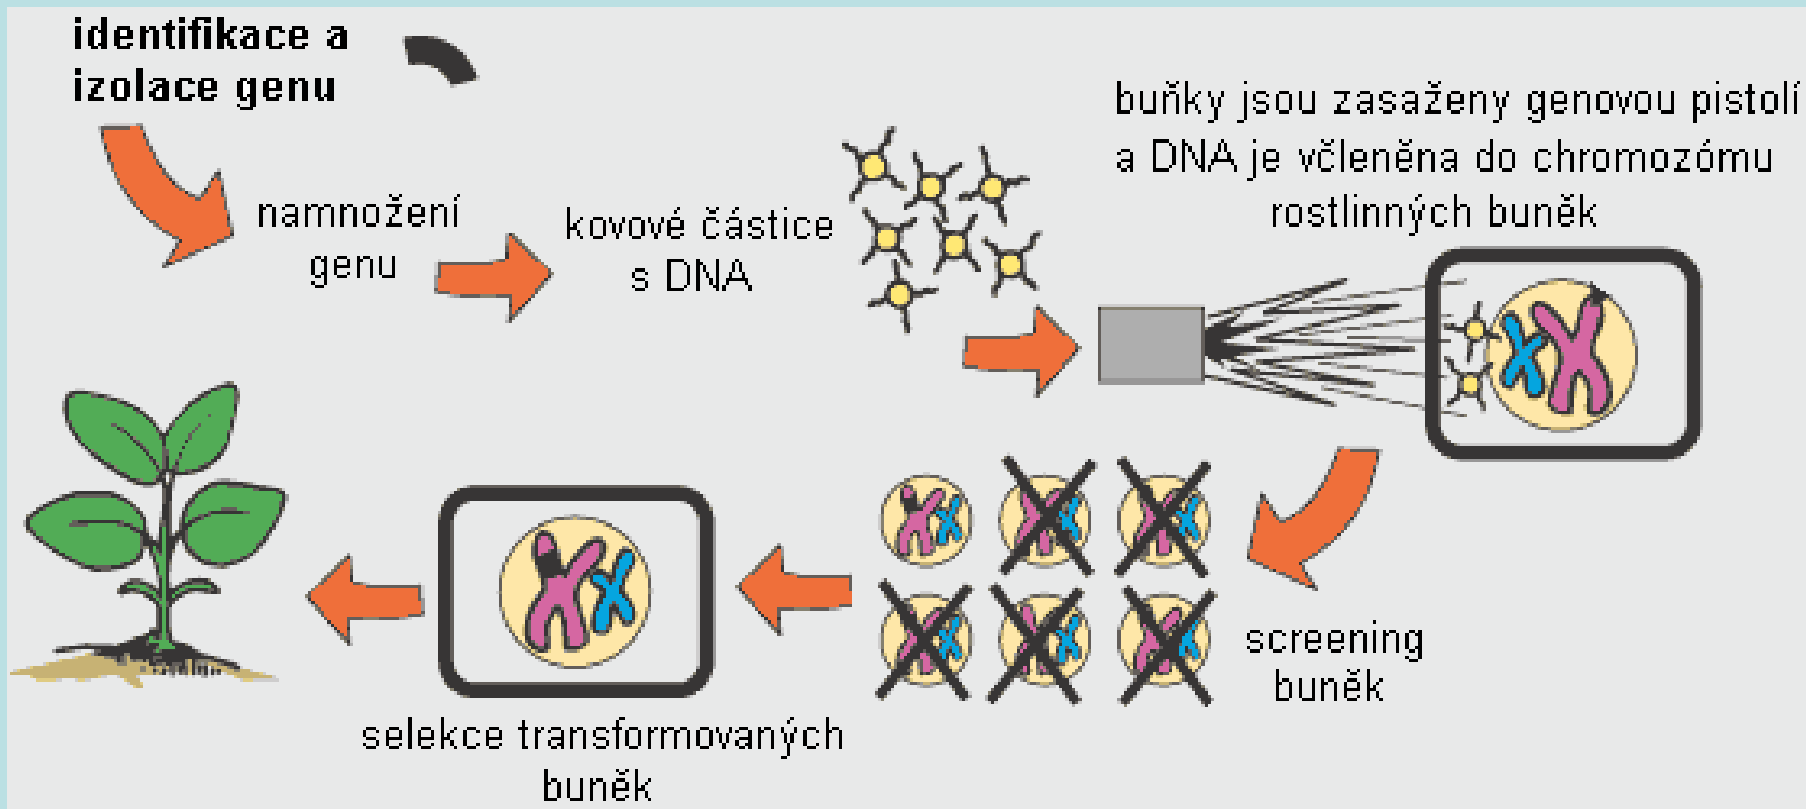 identifikace a
izolace genu
namnožení
genu
kovové částice
s DNA
buňky jsou zasaženy genovou pistolí
a DNA je včleněna do chromozómu
rostlinných buněk
screening
buněk
selekce transformovaných
buněk